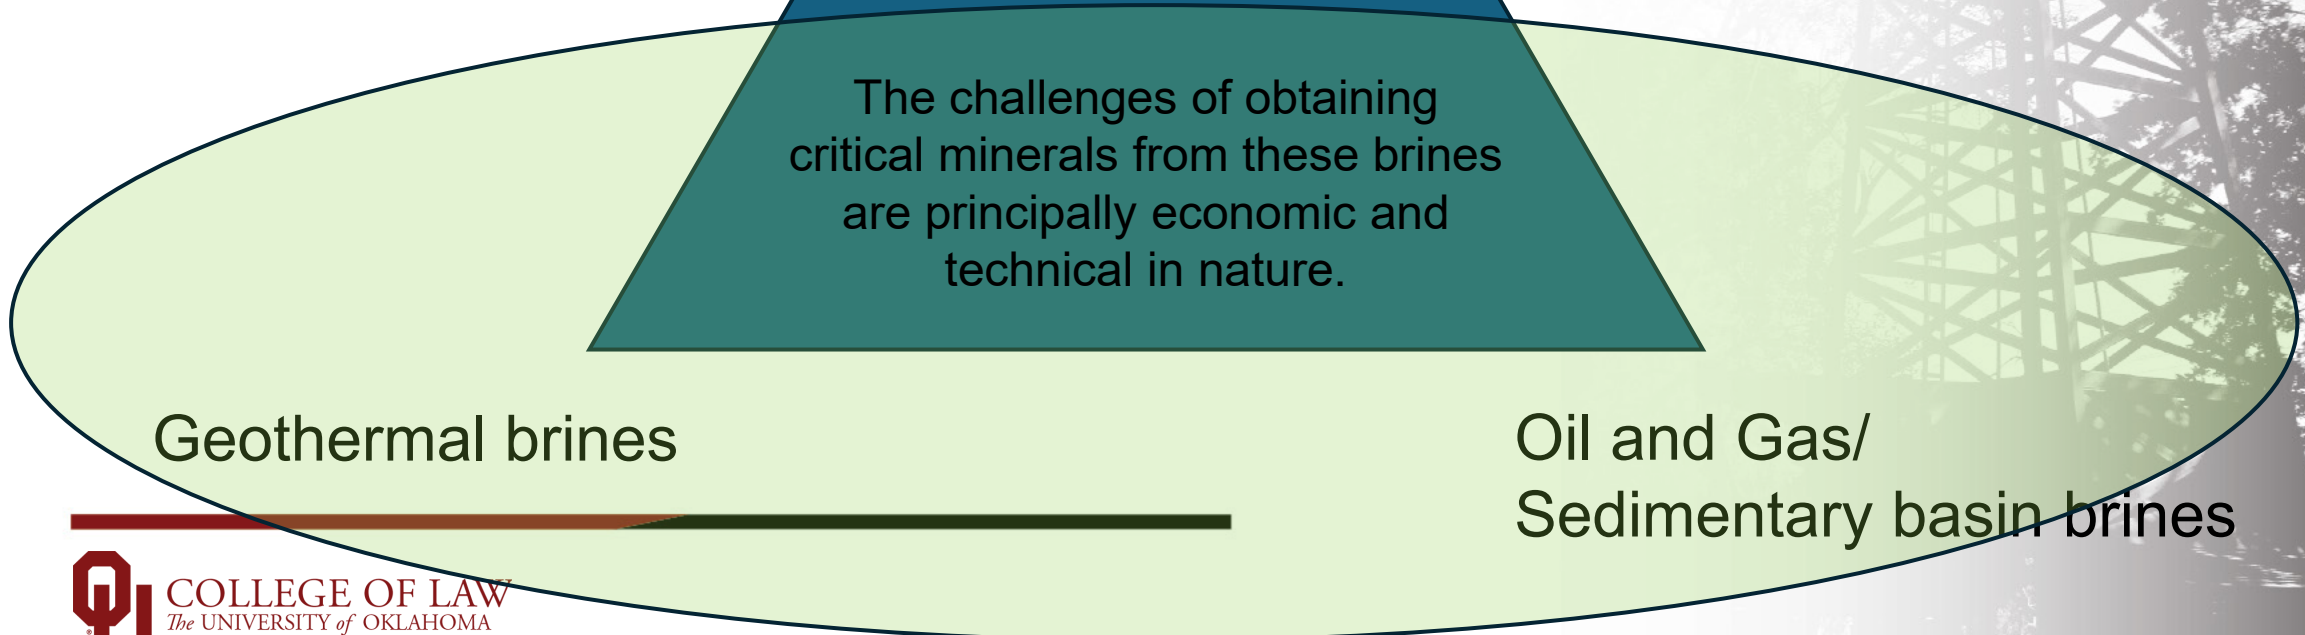 The challenges of obtaining
critical minerals from these brines
are principally economic and
technical in nature.
Geothermal brines
Oil and Gas/
Sedimentary basin brines
COLLEGE OF LAW
The UNIVERSITY of OKLAHOMA